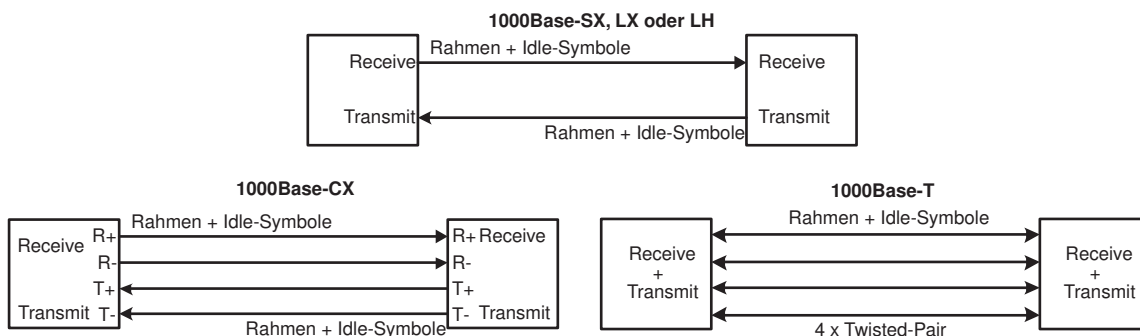 1000Base-SX, LX oder LH
Rahmen + Idle-Symbole
Receive
Receive
Transmit
Transmit
Rahmen + Idle-Symbole
1000Base-CX
Rahmen + Idle-Symbole
Receive
R+
R+ Receive
R-
R-
T+
T+
Transmit T-
T- Transmit
Rahmen + Idle-Symbole
1000Base-T
Rahmen + Idle-Symbole
Receive
+
Transmit
Receive
+
Transmit
4 x Twisted-Pair